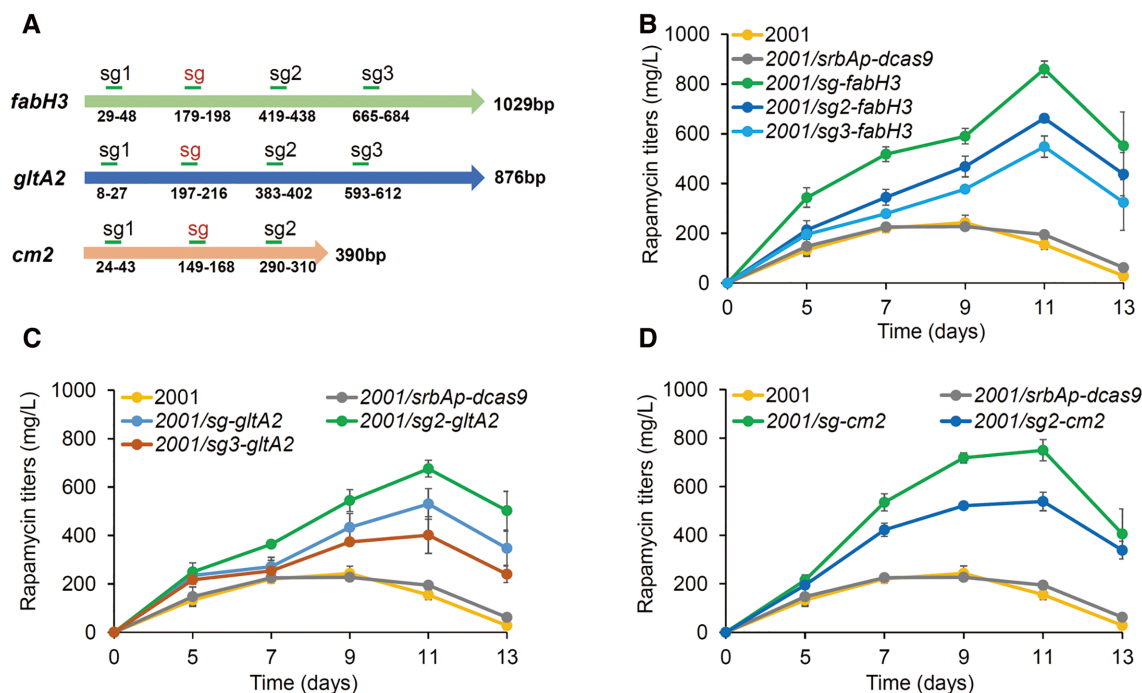 A
sg1 sg sg2 sg3
fabH3 1029bp
29-48 179-198 419-438 665-684
sg1 sg sg2 sg3
gltA2 876bp
8-27 197-216 383-402 593-612
sg1 sg sg2
cm2 390bp
24-43 149-168 290-310
B
Rapamycin titers (mg/L)
1000
800
600
400
200
0
2001
2001/srbAp-dcas9
2001/sg-fabH3
2001/sg2-fabH3
2001/sg3-fabH3
0 5 7 9 11 13
Time (days)
C
Rapamycin titers (mg/L)
1000
800
600
400
200
0
2001 2001/srbAp-dcas9
2001/sg-gltA2 2001/sg2-gltA2
2001/sg3-gltA2
0 5 7 9 11 13
Time (days)
D
Rapamycin titers (mg/L)
1000
800
600
400
200
0
2001 2001/srbAp-dcas9
2001/sg-cm2 2001/sg2-cm2
0 5 7 9 11 13
Time (days)